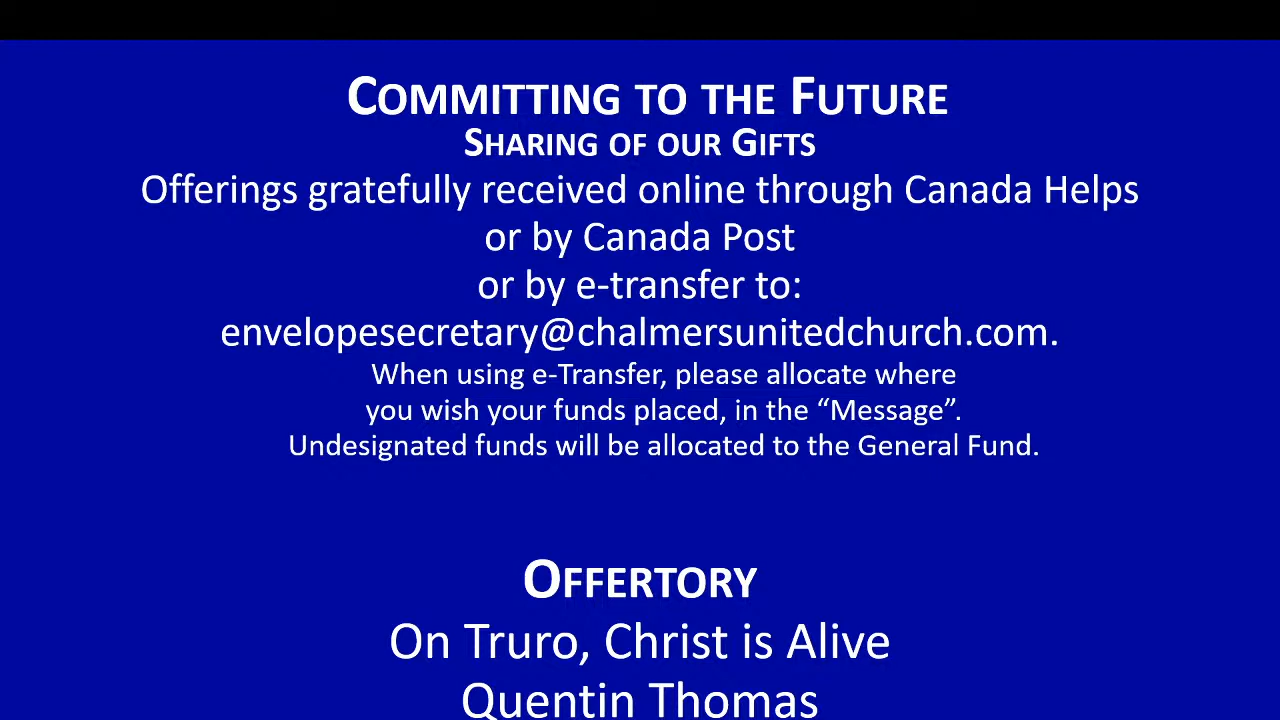 COMMITTING TO THE FUTURE
SHARING OF OUR GIFTS
Offerings gratefully received online through Canada Helps
or by Canada Post
or by e-transfer to:
envelopesecretary@chalmersunitedchurch.com.
When using e-Transfer, please allocate where
you wish your funds placed, in the “Message”.
Undesignated funds will be allocated to the General Fund.
OFFERTORY
On Truro, Christ is Alive
Quentin Thomas